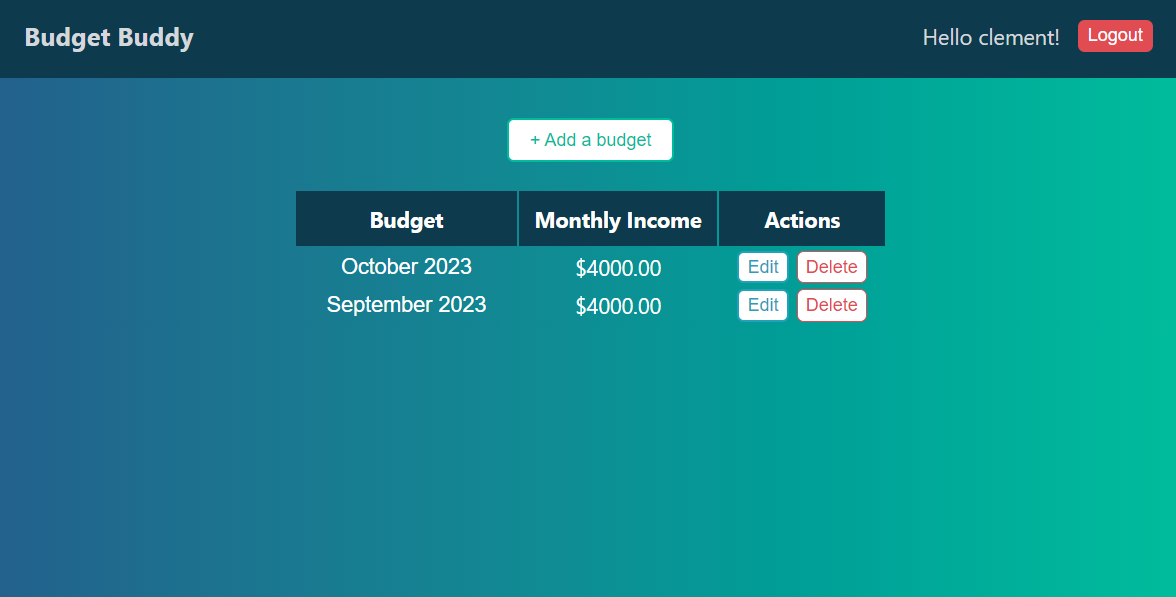 Budget Buddy Hello clement! Logout
+ Add a budget
Budget Monthly Income Actions
October 2023 $4000.00 Edit Delete
September 2023 $4000.00 Edit Delete